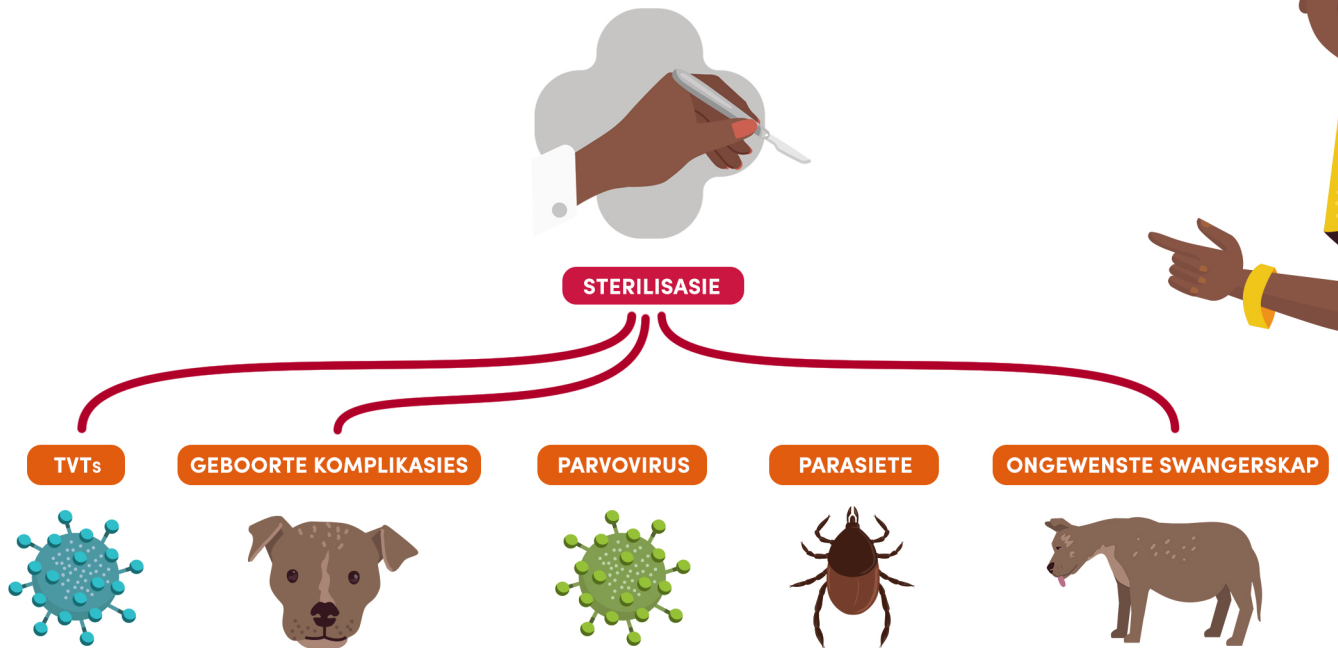 STERILISASIE
TVTs
GEBOORTE KOMPLIKASIES
PARVOVIRUS
PARASIETE
ONGEWENSTE SWANGERSKAP